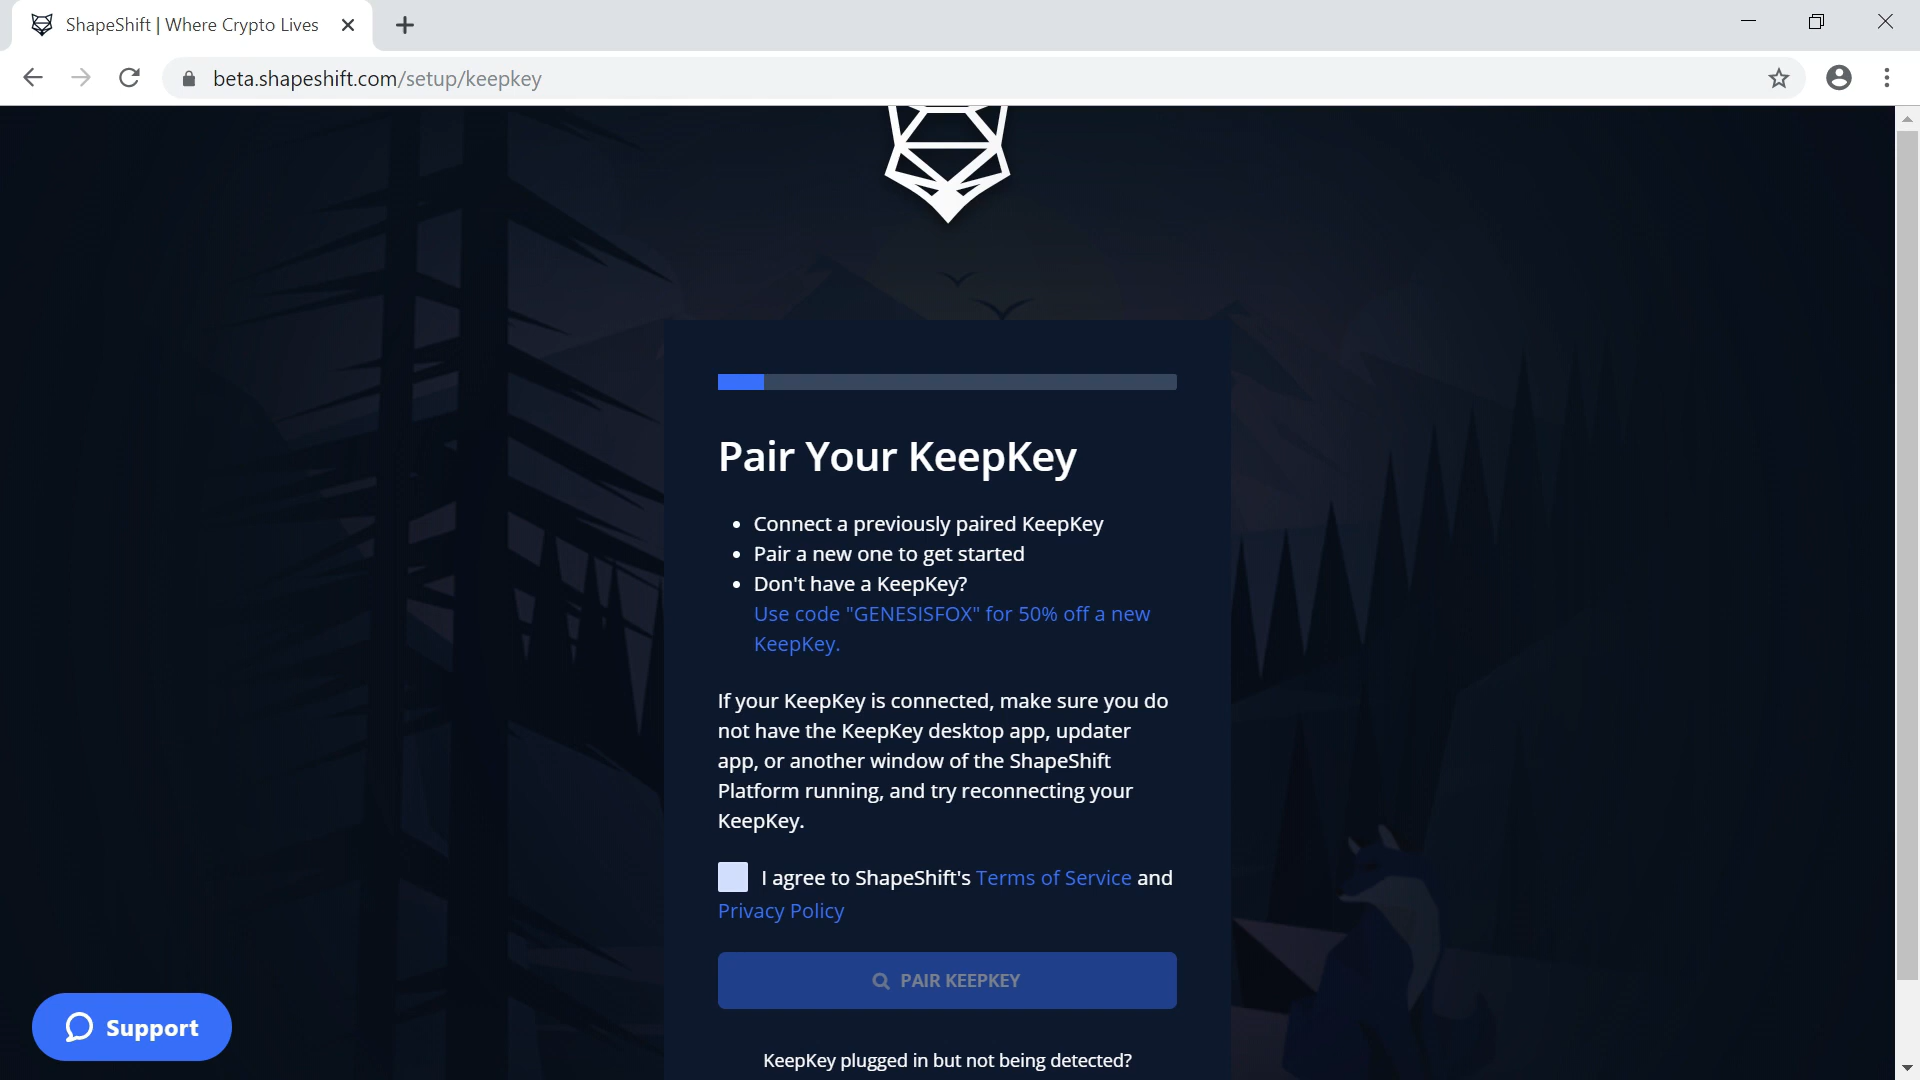 ShapeShift | Where Crypto Lives
beta.shapeshift.com/setup/keepkey
Pair Your KeepKey
• Connect a previously paired KeepKey
• Pair a new one to get started
• Don't have a KeepKey?
Use code "GENESISFOX" for 50% off a new
KeepKey.
If your KeepKey is connected, make sure you do
not have the KeepKey desktop app, updater
app, or another window of the ShapeShift
Platform running, and try reconnecting your
KeepKey.
I agree to ShapeShift's Terms of Service and
Privacy Policy
PAIR KEEPKEY
Support
KeepKey plugged in but not being detected?